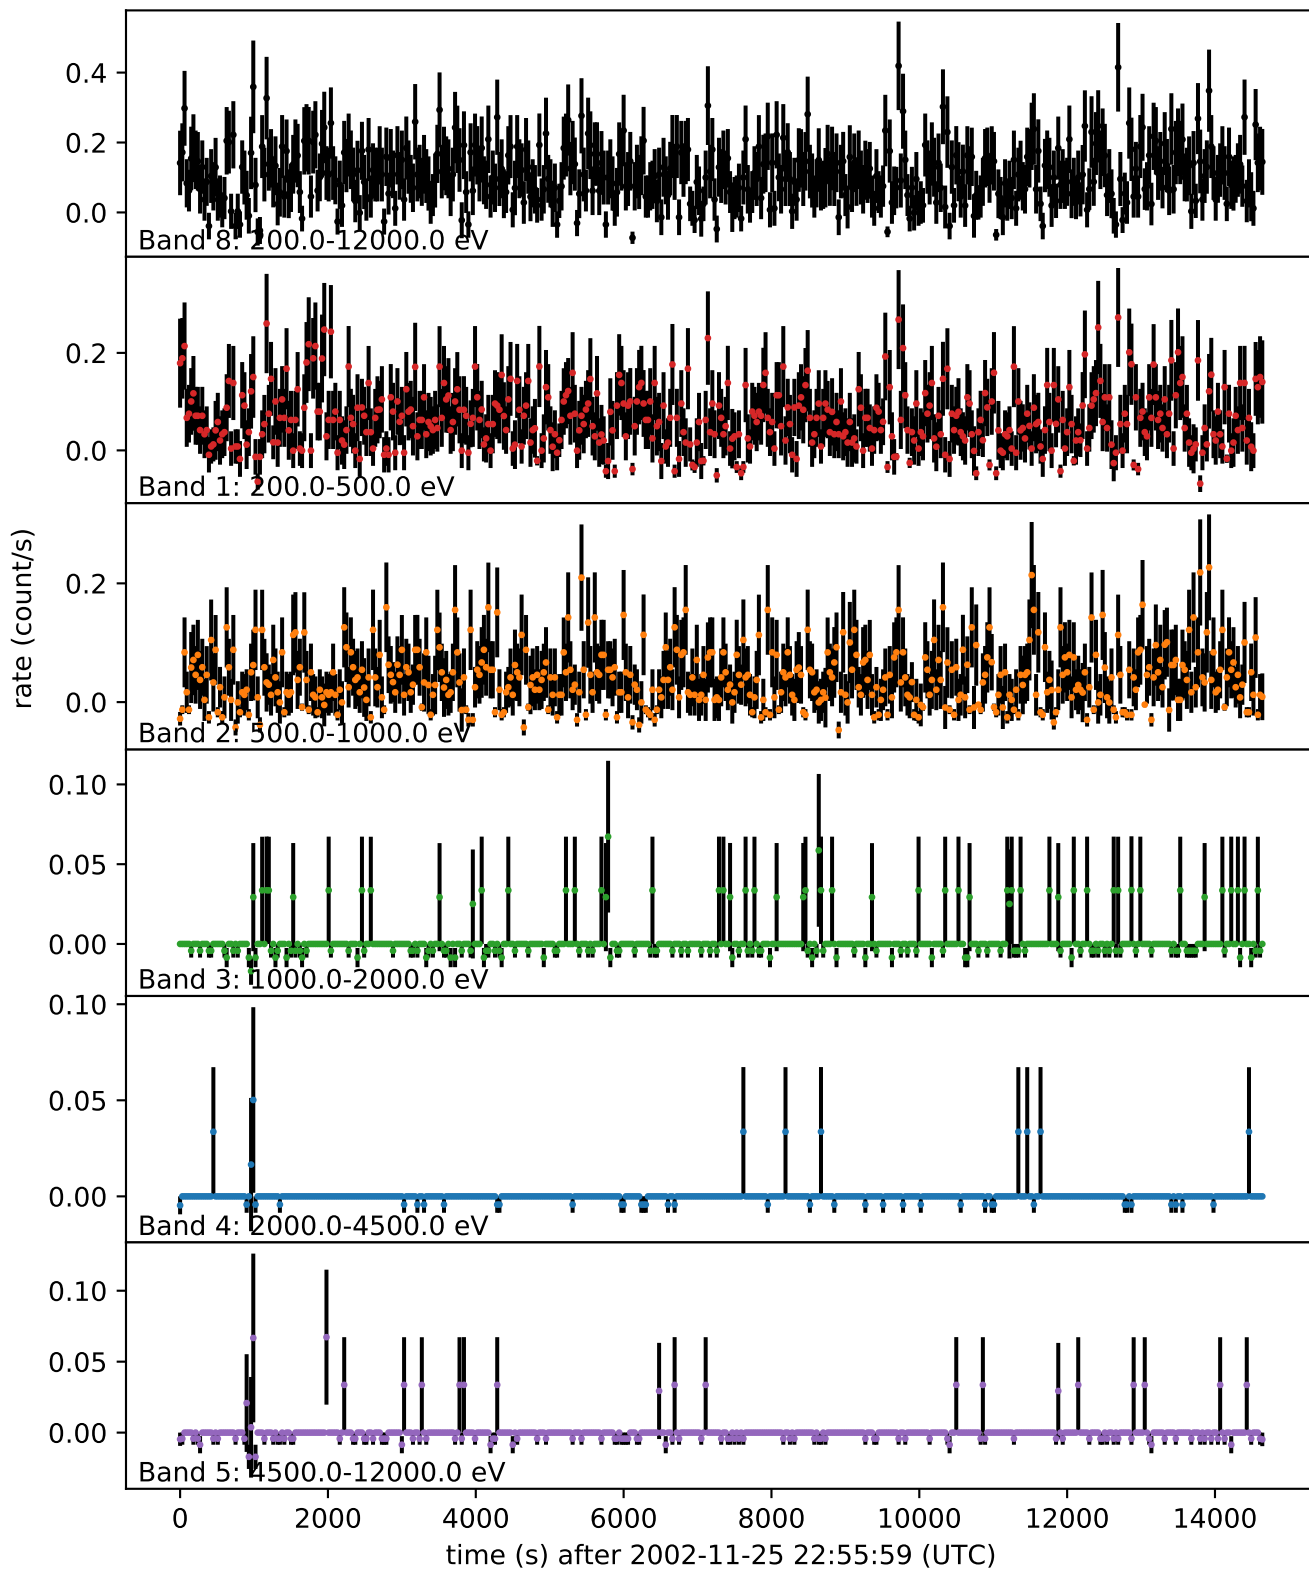 0.4
0.2
0.0
Band 8: 200.0-12000.0 eV
0.2
0.0
Band 1: 200.0-500.0 eV
rate (count/s)
0.2
0.0
Band 2: 500.0-1000.0 eV
0.10
0.05
0.00
Band 3: 1000.0-2000.0 eV
0.10
0.05
0.00
Band 4: 2000.0-4500.0 eV
0.10
0.05
0.00
Band 5: 4500.0-12000.0 eV
0 2000 4000 6000 8000 10000 12000 14000
time (s) after 2002-11-25 22:55:59 (UTC)